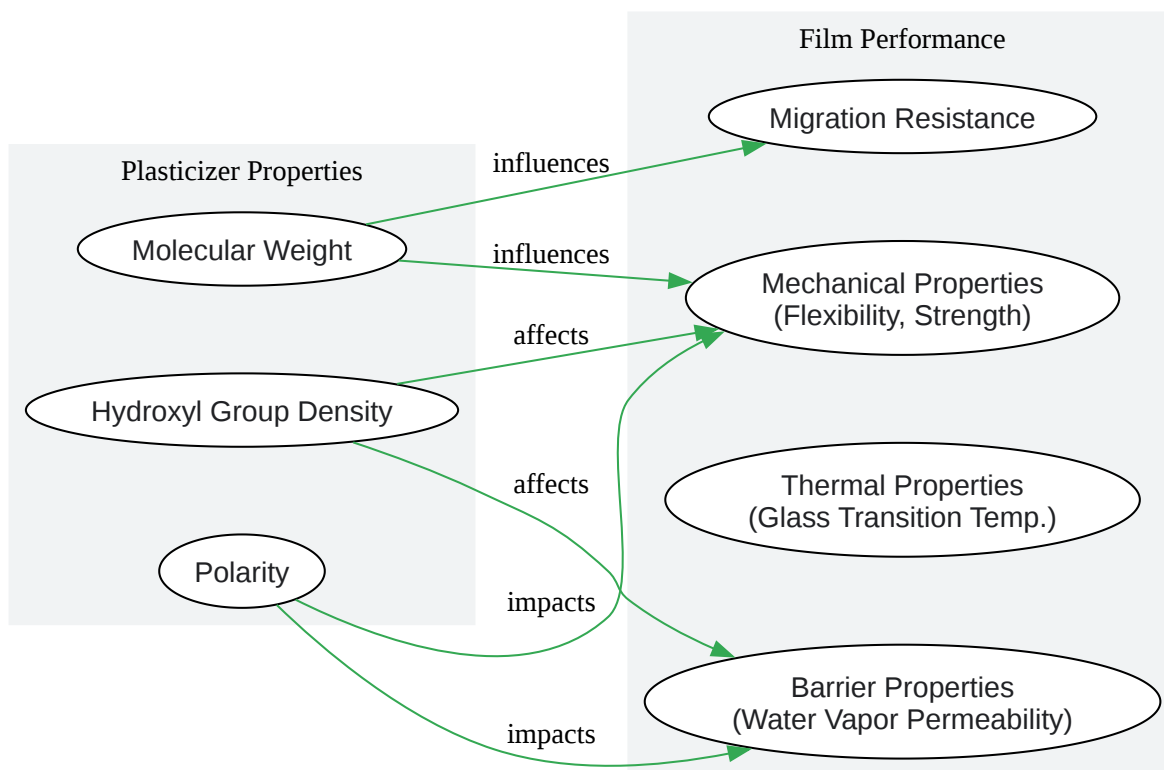 Film Performance
Migration Resistance
influences
Plasticizer Properties
Molecular Weight
influences
Mechanical Properties
(Flexibility, Strength)
affects
Hydroxyl Group Density
affects
Thermal Properties
(Glass Transition Temp.)
Polarity
impacts
Barrier Properties
(Water Vapor Permeability)
impacts